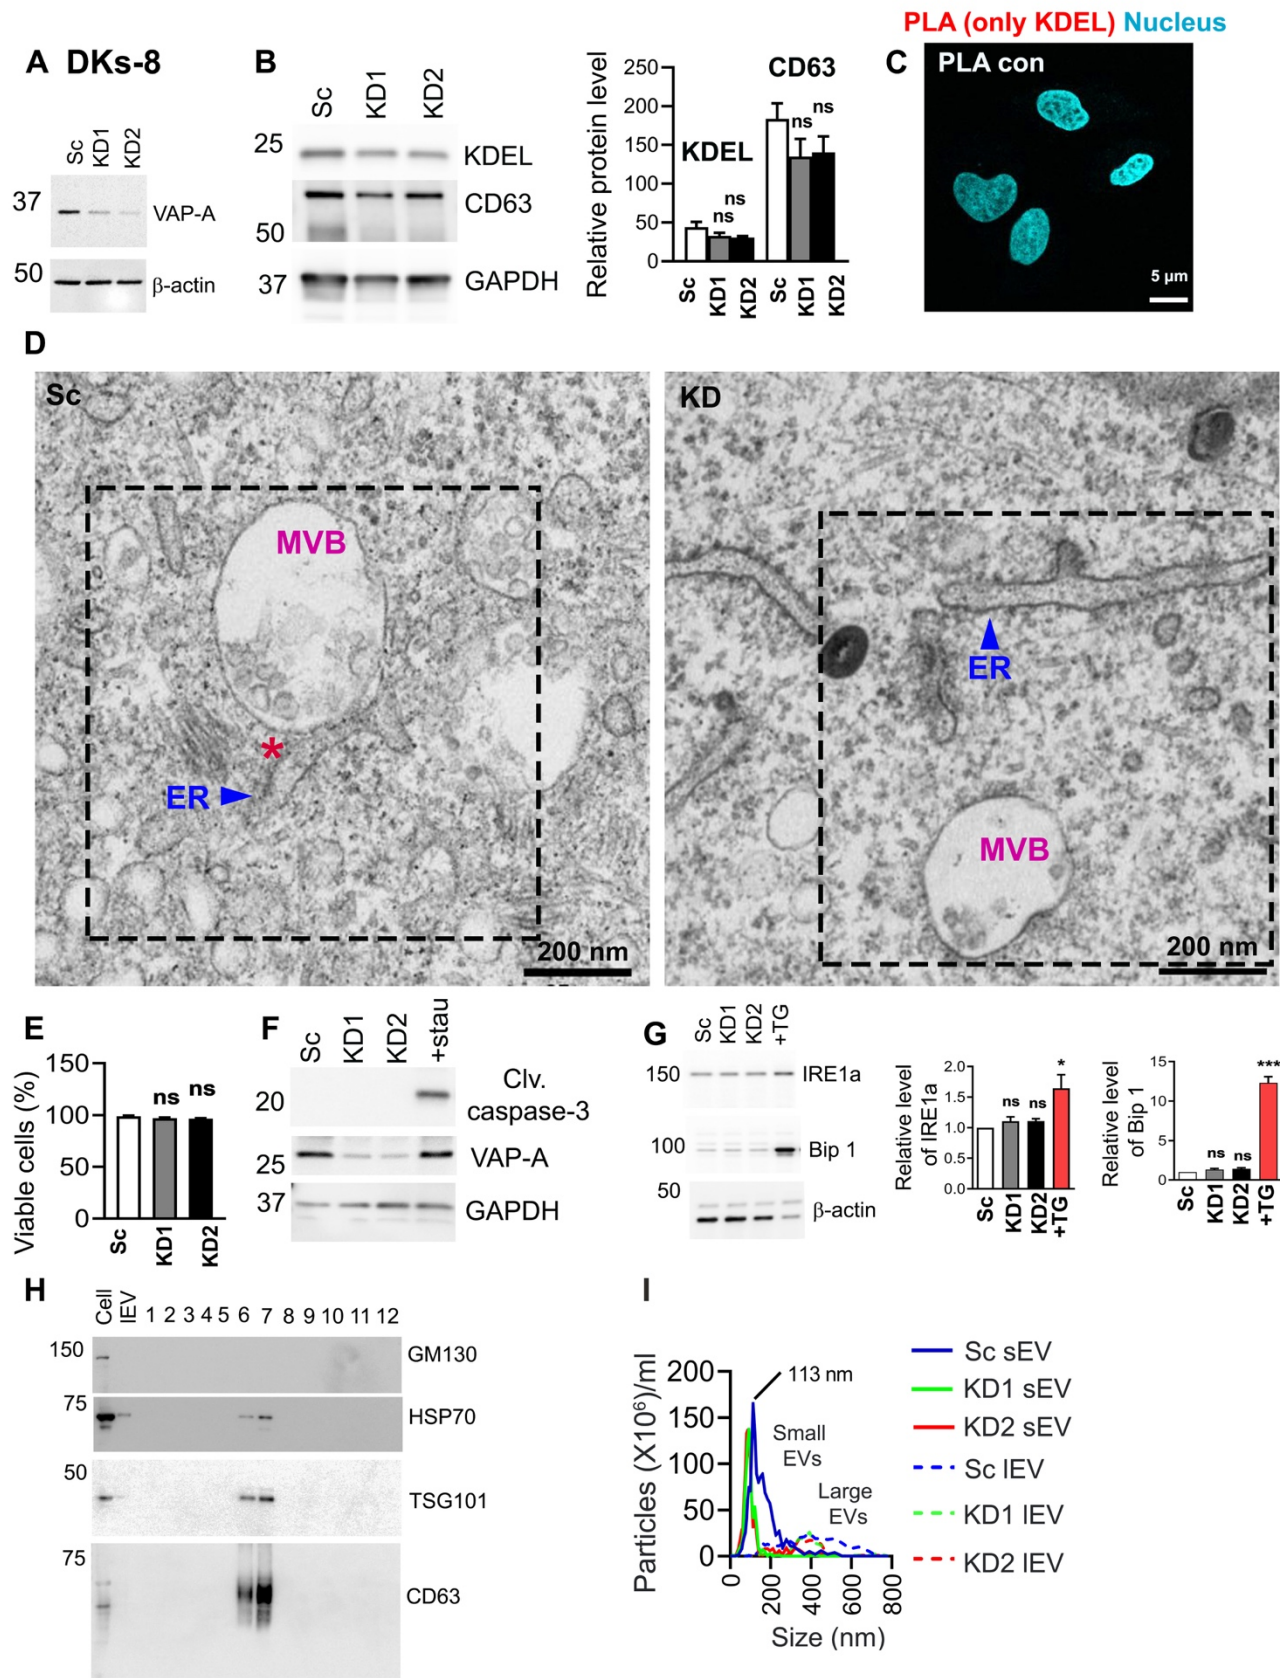 PLA (only KDEL) Nucleus
A DKs-8
Sc KD1 KD2
37
VAP-A
50
β-actin
B
Sc KD1 KD2
25
KDEL
CD63
50
37
GAPDH
Relative protein level
250
200
150
100
50
0
KDEL
CD63
ns
ns
ns
ns
Sc KD1 KD2 Sc KD1 KD2
C
PLA con
5 µm
D
Sc
MVB
*
ER
200 nm
KD
ER
MVB
200 nm
E
Viable cells (%)
150
100
50
0
ns ns
Sc KD1 KD2
F
Sc KD1 KD2 +stau
20
Clv.
caspase-3
25
VAP-A
37
GAPDH
G
Sc KD1 KD2 +TG
150
IRE1a
100
Bip 1
50
β-actin
Relative level
of IRE1a
2.0
1.5
1.0
0.5
0.0
ns ns *
Sc KD1 KD2 +TG
Relative level
of Bip 1
15
10
5
0
ns ns ***
Sc KD1 KD2 +TG
H
Cell lEV 1 2 3 4 5 6 7 8 9 10 11 12
150
GM130
75
HSP70
50
TSG101
75
CD63
I
Particles (X10⁶)/ml
200
150
100
50
0
113 nm
Small
EVs
Large
EVs
0 200 400 600 800
Size (nm)
Sc sEV
KD1 sEV
KD2 sEV
Sc lEV
KD1 lEV
KD2 lEV